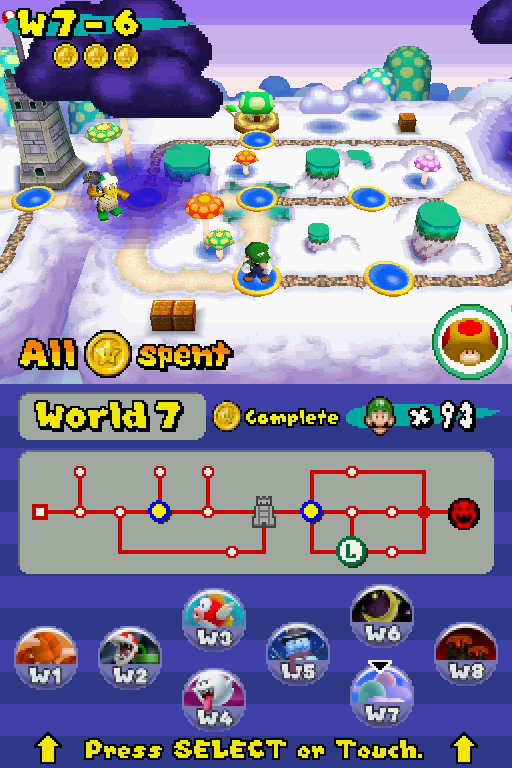 W7-6
All spent
World 7
Complete
x 93
L
W3
W6
W1
W2
W5
W8
W4
W7
Press SELECT or Touch.